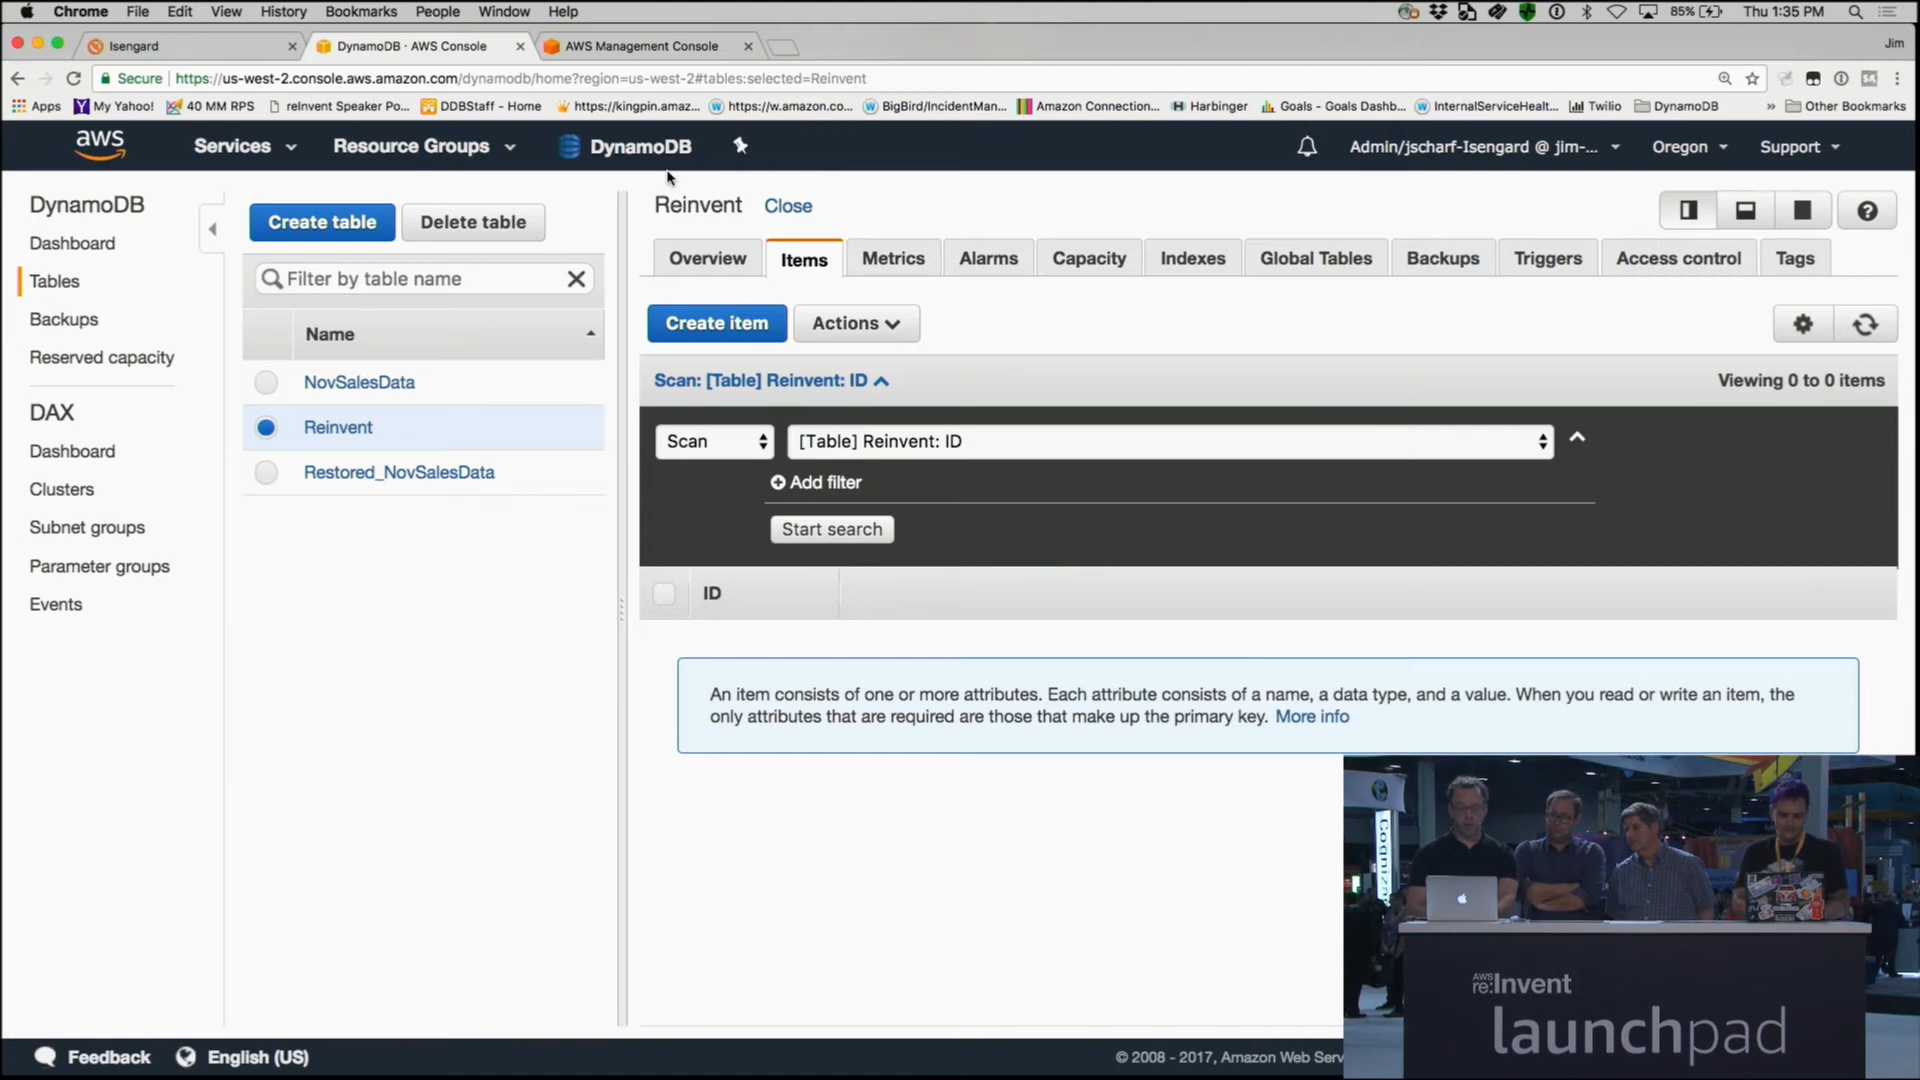 Chrome File Edit View History Bookmarks People Window Help 85% Thu 1:35 PM
Isengard DynamoDB · AWS Console AWS Management Console Jim
Secure https://us-west-2.console.aws.amazon.com/dynamodb/home?region=us-west-2#tables:selected=Reinvent
Apps My Yahoo! 40 MM RPS reInvent Speaker Po... DDBStaff - Home https://kingpin.amaz... https://w.amazon.co... BigBird/IncidentMan... Amazon Connection... Harbinger Goals - Goals Dashb... InternalServiceHealt... Twilio DynamoDB » Other Bookmarks
aws Services Resource Groups DynamoDB Admin/jscharf-Isengard @ jim-... Oregon Support
DynamoDB
Dashboard
Tables
Backups
Reserved capacity
DAX
Dashboard
Clusters
Subnet groups
Parameter groups
Events
Create table Delete table
Filter by table name
Name
NovSalesData
Reinvent
Restored_NovSalesData
Reinvent Close
Overview Items Metrics Alarms Capacity Indexes Global Tables Backups Triggers Access control Tags
Create item Actions
Scan: [Table] Reinvent: ID Viewing 0 to 0 items
Scan [Table] Reinvent: ID
Add filter
Start search
ID
An item consists of one or more attributes. Each attribute consists of a name, a data type, and a value. When you read or write an item, the
only attributes that are required are those that make up the primary key. More info
AWS
re:Invent
launchpad
Feedback English (US) © 2008 - 2017, Amazon Web Serv